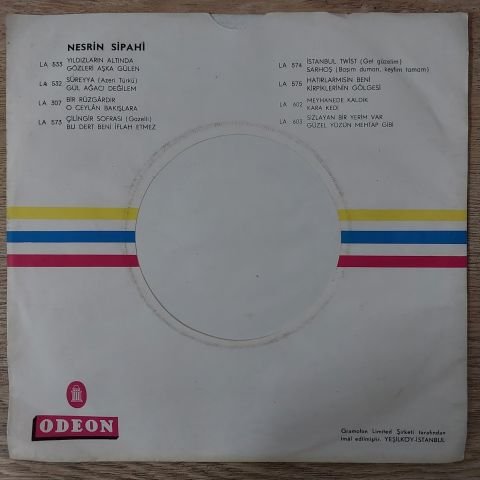 NESRİN SİPAHİ
LA 533 YILDIZLARIN ALTINDA
GÖZLERİ AŞKA GÜLEN
LA 532 SÜREYYA (Azeri Türkü)
GÜL AĞACI DEĞİLEM
LA 307 BİR RÜZGÂRDIR
O CEYLÂN BAKIŞLARA
LA 573 ÇİLİNGİR SOFRASI (Gazelli)
BU DERT BENİ İFLAH ETMEZ
LA 574 İSTANBUL TWİST (Gel güzelim)
SARHOŞ (Başım duman, keyfim tamam)
LA 575 HATIRLARMISIN BENİ
KİRPİKLERİNİN GÖLGESİ
LA 602 MEYHANEDE KALDIK
KARA KEDİ
LA 603 SIZLAYAN BİR YERİM VAR
GÜZEL YÜZÜN MEHTAP GİBİ
ODEON
Gramofon Limited Şirketi tarafından
imâl edilmiştir. YEŞİLKÖY-İSTANBUL